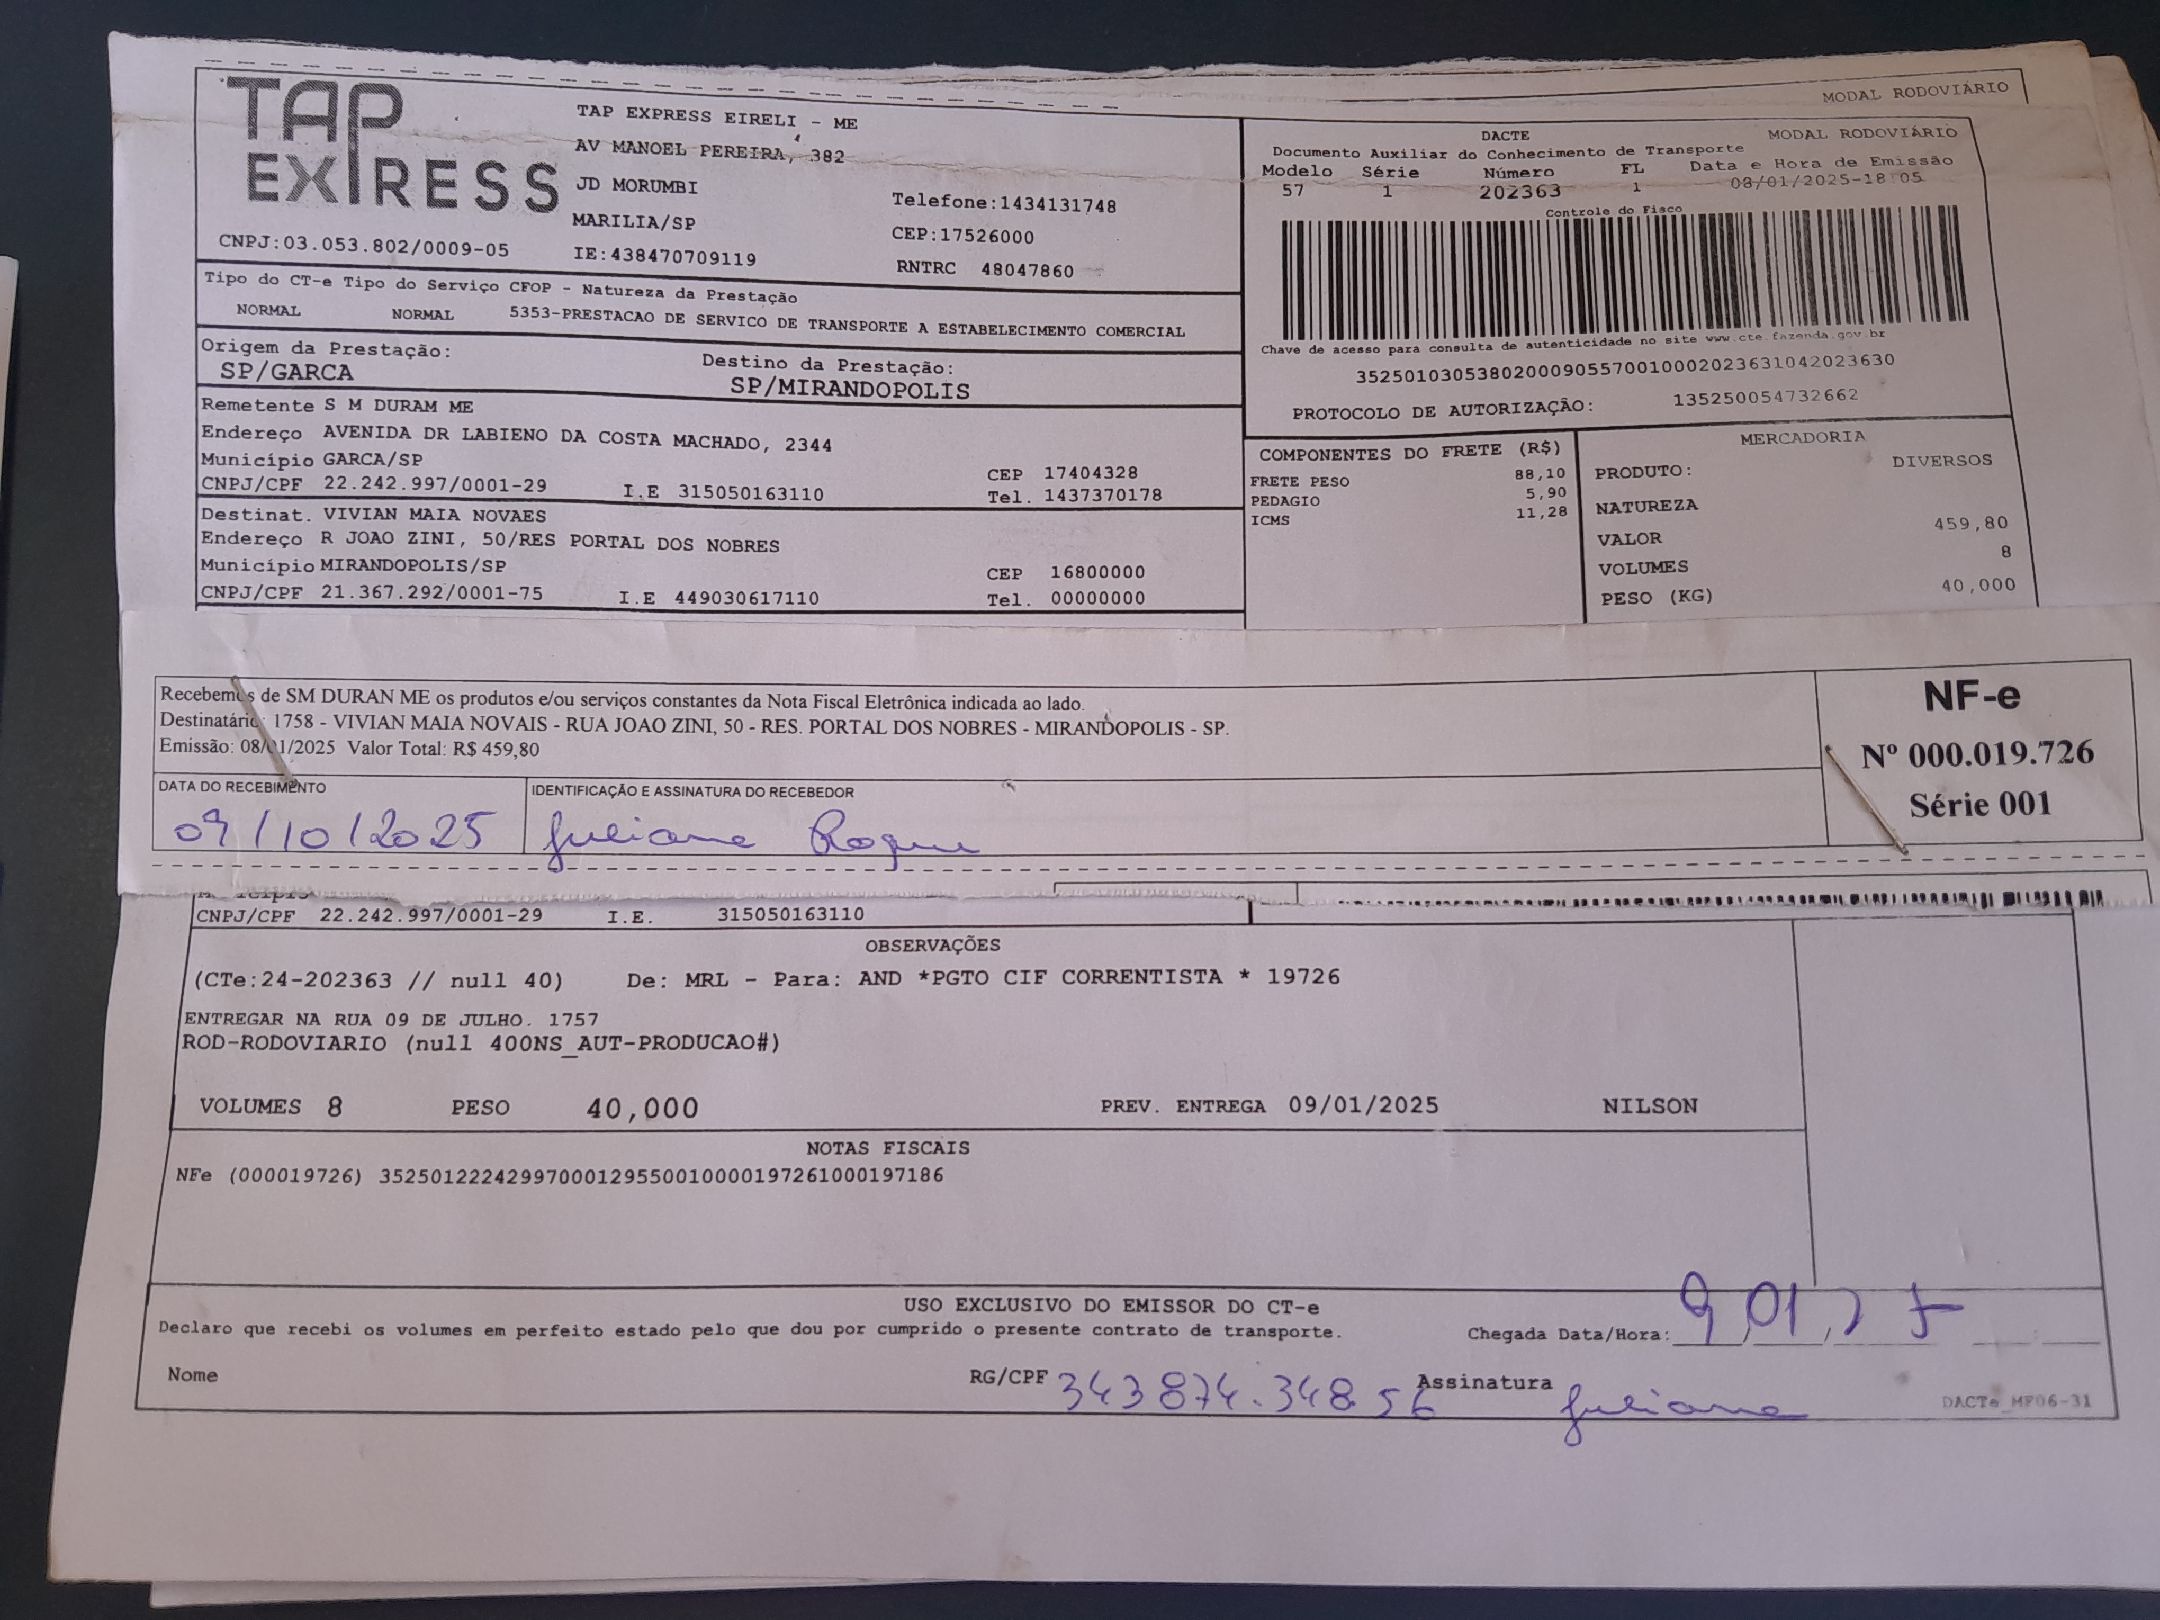 MODAL RODOVIÁRIO
TAP EXPRESS
TAP EXPRESS EIRELI - ME
AV MANOEL PEREIRA, 382
JD MORUMBI
Telefone:1434131748
MARILIA/SP
CEP:17526000
CNPJ:03.053.802/0009-05
IE:438470709119
RNTRC 48047860
DACTE MODAL RODOVIÁRIO
Documento Auxiliar do Conhecimento de Transporte
Modelo Série Número FL Data e Hora de Emissão
57 1 202363 1 08/01/2025-18:05
Controle do Fisco
Chave de acesso para consulta de autenticidade no site www.cte.fazenda.gov.br
35250103053802000905570010002023631042023630
PROTOCOLO DE AUTORIZAÇÃO: 135250054732662
Tipo do CT-e Tipo do Serviço CFOP - Natureza da Prestação
NORMAL NORMAL 5353-PRESTACAO DE SERVICO DE TRANSPORTE A ESTABELECIMENTO COMERCIAL
Origem da Prestação: Destino da Prestação:
SP/GARCA SP/MIRANDOPOLIS
Remetente S M DURAM ME
Endereço AVENIDA DR LABIENO DA COSTA MACHADO, 2344
Município GARCA/SP CEP 17404328
CNPJ/CPF 22.242.997/0001-29 I.E 315050163110 Tel. 1437370178
Destinat. VIVIAN MAIA NOVAES
Endereço R JOAO ZINI, 50/RES PORTAL DOS NOBRES
Município MIRANDOPOLIS/SP CEP 16800000
CNPJ/CPF 21.367.292/0001-75 I.E 449030617110 Tel. 00000000
COMPONENTES DO FRETE (R$)
FRETE PESO 88,10
PEDAGIO 5,90
ICMS 11,28
MERCADORIA
PRODUTO: DIVERSOS
NATUREZA
VALOR 459,80
VOLUMES 8
PESO (KG) 40,000
Recebemos de SM DURAN ME os produtos e/ou serviços constantes da Nota Fiscal Eletrônica indicada ao lado.
Destinatário: 1758 - VIVIAN MAIA NOVAIS - RUA JOAO ZINI, 50 - RES. PORTAL DOS NOBRES - MIRANDOPOLIS - SP.
Emissão: 08/01/2025 Valor Total: R$ 459,80
DATA DO RECEBIMENTO
09/10/2025
IDENTIFICAÇÃO E ASSINATURA DO RECEBEDOR
Juliana Roque
NF-e
Nº 000.019.726
Série 001
CNPJ/CPF 22.242.997/0001-29 I.E. 315050163110
OBSERVAÇÕES
(CTe:24-202363 // null 40) De: MRL - Para: AND *PGTO CIF CORRENTISTA * 19726
ENTREGAR NA RUA 09 DE JULHO. 1757
ROD-RODOVIARIO (null 400NS_AUT-PRODUCAO#)
VOLUMES 8 PESO 40,000 PREV. ENTREGA 09/01/2025 NILSON
NOTAS FISCAIS
NFe (000019726) 35250122242997000129550010000197261000197186
USO EXCLUSIVO DO EMISSOR DO CT-e
Declaro que recebi os volumes em perfeito estado pelo que dou por cumprido o presente contrato de transporte.
Chegada Data/Hora: 9/01/25
Nome RG/CPF 343874.348.56 Assinatura Juliana
DACTe_MF06-31